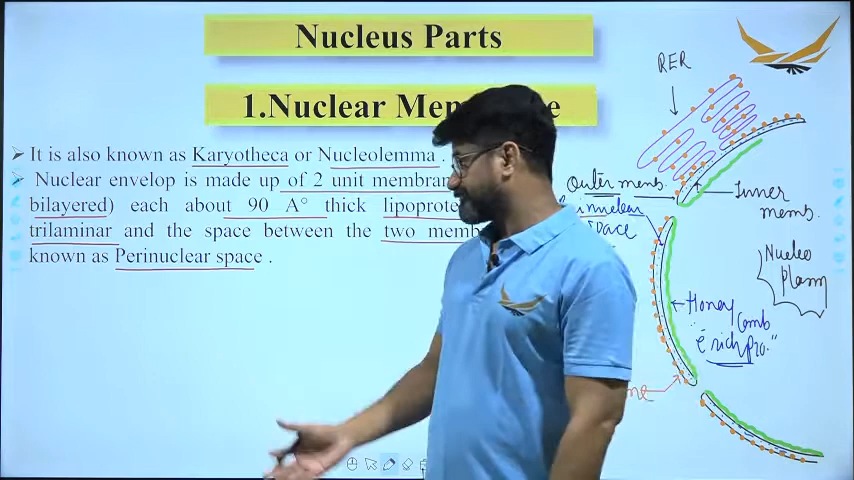 Nucleus Parts
1.Nuclear Mem ne
It is also known as Karyotheca or Nucleolemma .
Nuclear envelop is made up of 2 unit membran
bilayered) each about 90 A° thick lipoprote
trilaminar and the space between the two memb
known as Perinuclear space .
RER
Outer memb.
Inner
memb.
space
Nucleo
plasm
Honey
Comb
rich pro."